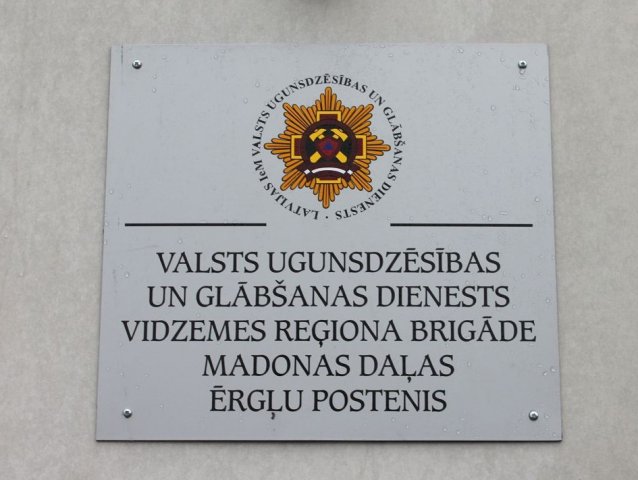 LATVIJAS IeM VALSTS UGUNSDZĒSĪBAS UN GLĀBŠANAS DIENESTS ·
VALSTS UGUNSDZĒSĪBAS
UN GLĀBŠANAS DIENESTS
VIDZEMES REĢIONA BRIGĀDE
MADONAS DAĻAS
ĒRGĻU POSTENIS